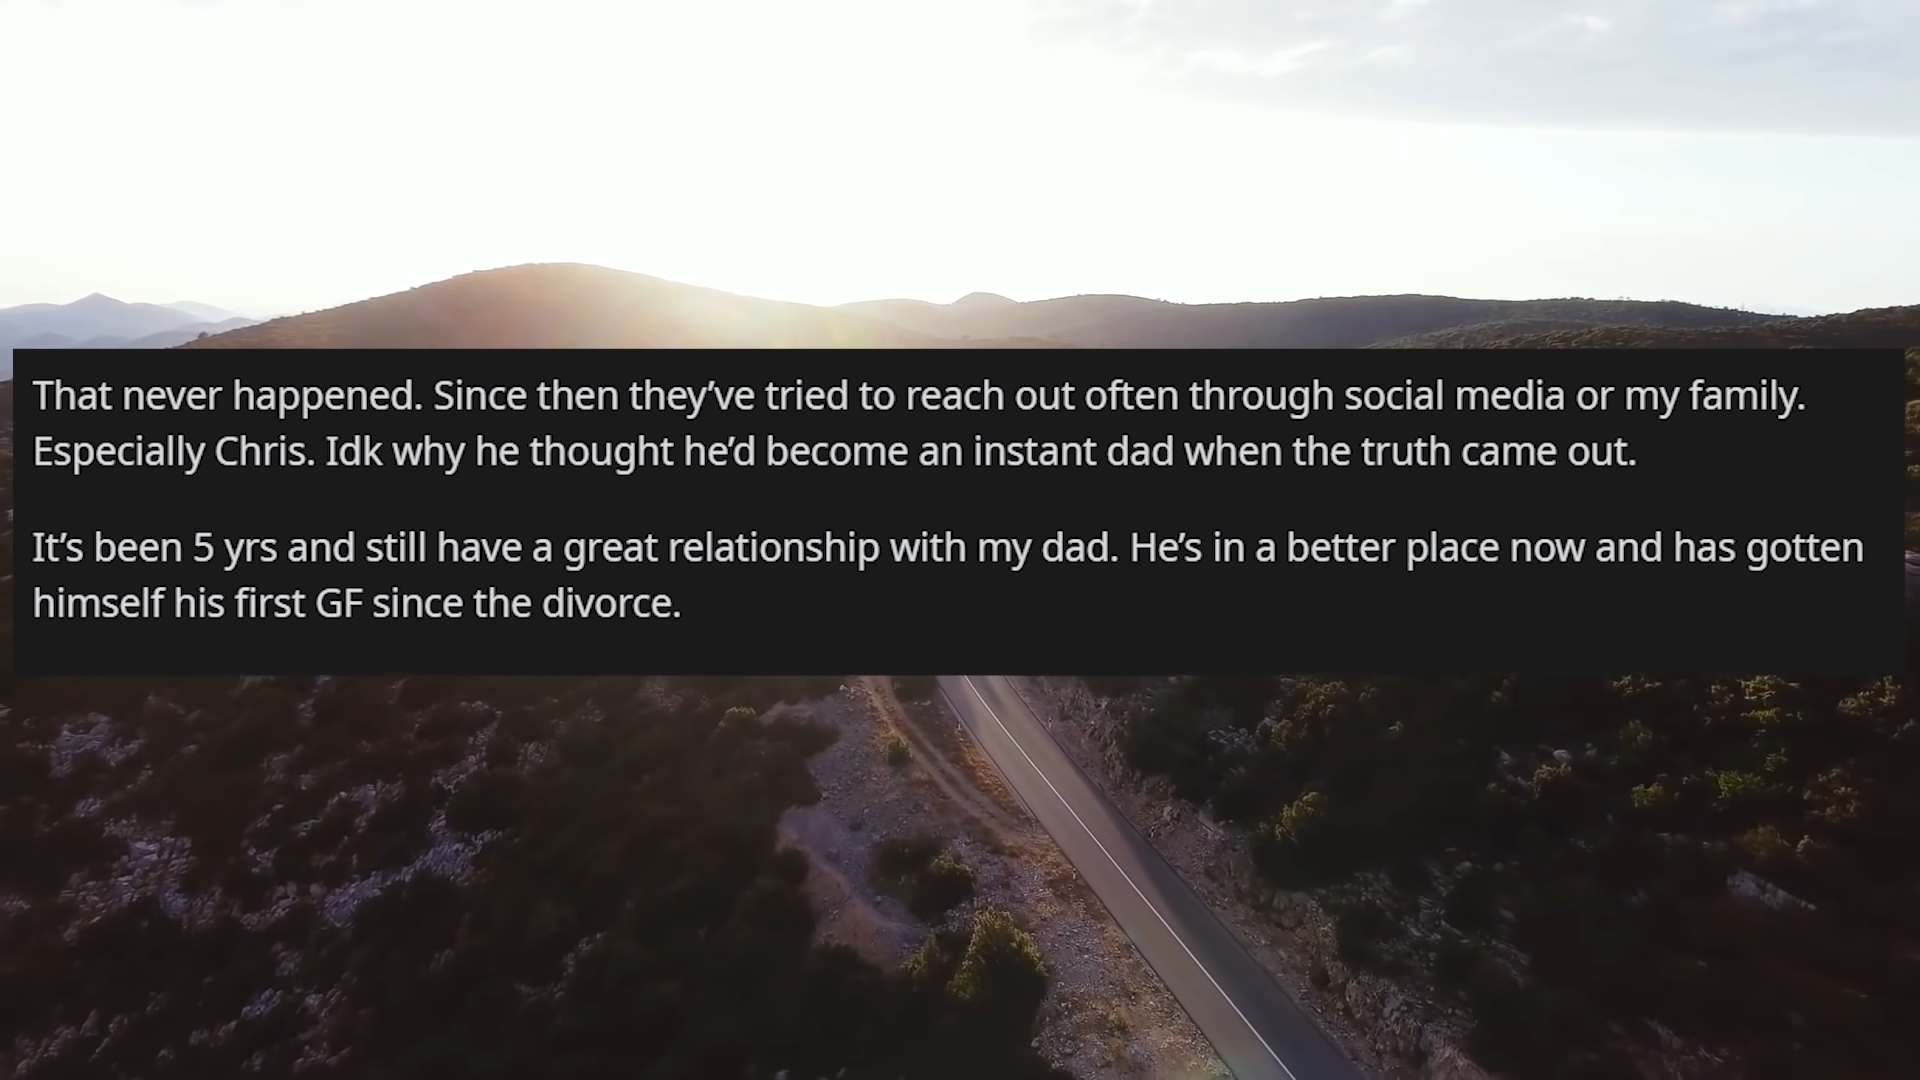 That never happened. Since then they’ve tried to reach out often through social media or my family.
Especially Chris. Idk why he thought he’d become an instant dad when the truth came out.
It’s been 5 yrs and still have a great relationship with my dad. He’s in a better place now and has gotten
himself his first GF since the divorce.